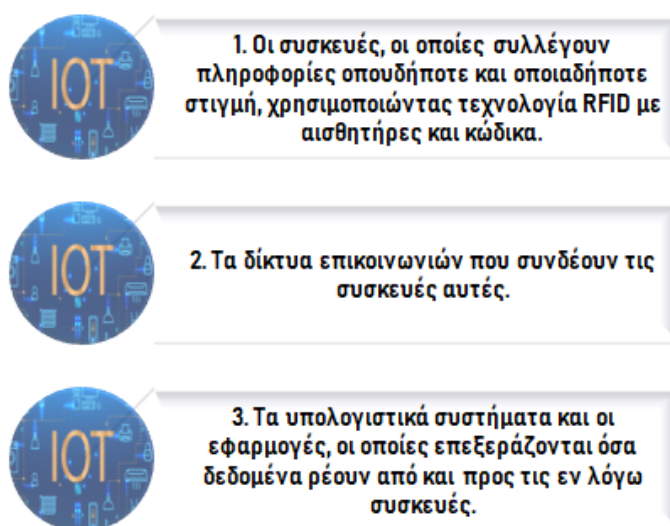 IOT
1. Οι συσκευές, οι οποίες συλλέγουν
πληροφορίες οπουδήποτε και οποιαδήποτε
στιγμή, χρησιμοποιώντας τεχνολογία RFID με
αισθητήρες και κώδικα.
IOT
2. Τα δίκτυα επικοινωνιών που συνδέουν τις
συσκευές αυτές.
IOT
3. Τα υπολογιστικά συστήματα και οι
εφαρμογές, οι οποίες επεξεράζονται όσα
δεδομένα ρέουν από και προς τις εν λόγω
συσκευές.